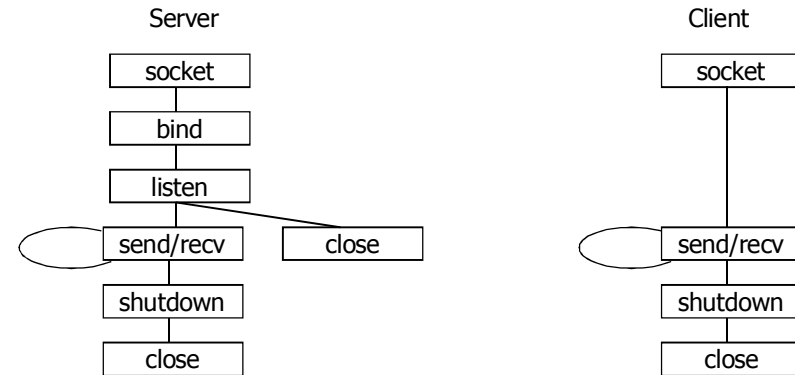 Server
socket
bind
listen
send/recv
close
shutdown
close
Client
socket
send/recv
shutdown
close